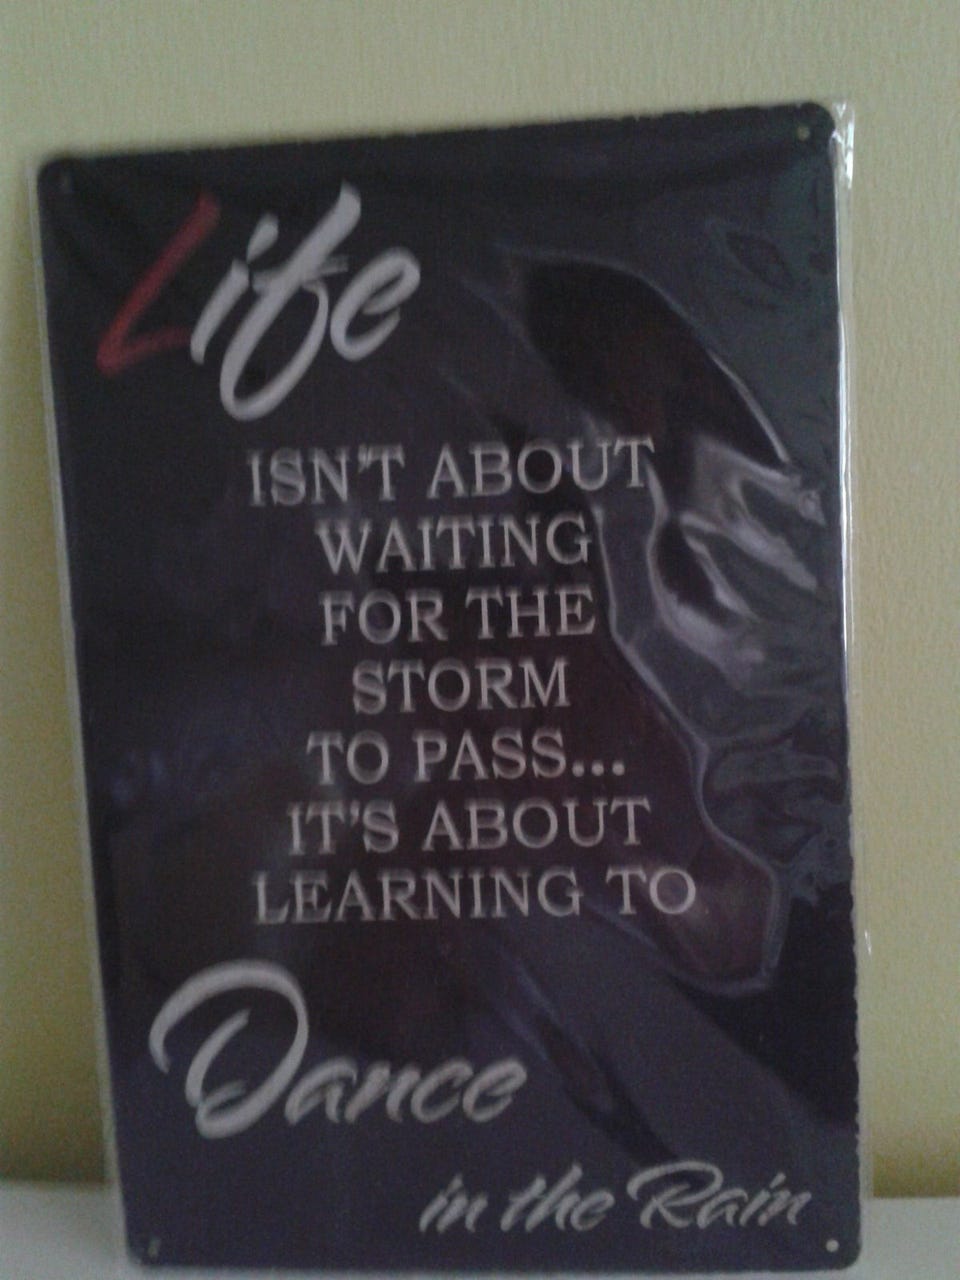 Life
ISN'T ABOUT
WAITING
FOR THE
STORM
TO PASS...
IT'S ABOUT
LEARNING TO
Dance
in the Rain